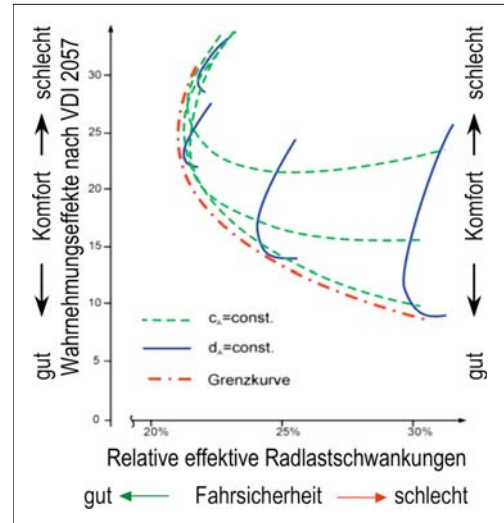 schlecht
Komfort
gut
Wahrnehmungseffekte nach VDI 2057
30
25
20
15
10
5
0
c_A=const.
d_A=const.
Grenzkurve
20%
25%
30%
schlecht
Komfort
gut
Relative effektive Radlastschwankungen
gut Fahrsicherheit schlecht